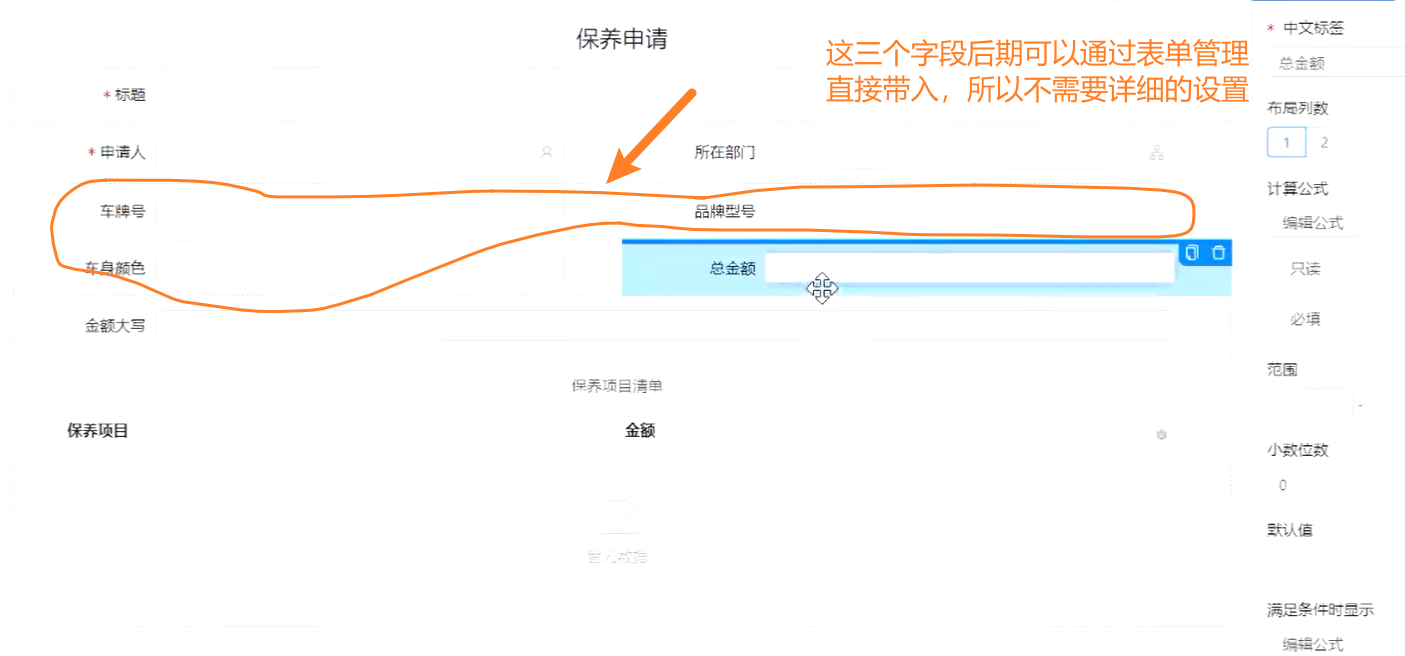 保养申请
这三个字段后期可以通过表单管理
直接带入，所以不需要详细的设置
* 标题
* 申请人
所在部门
车牌号
品牌型号
车身颜色
总金额
金额大写
保养项目清单
保养项目
金额
暂无数据
* 中文标签
总金额
布局列数
1 2
计算公式
编辑公式
只读
必填
范围
-
小数位数
0
默认值
满足条件时显示
编辑公式